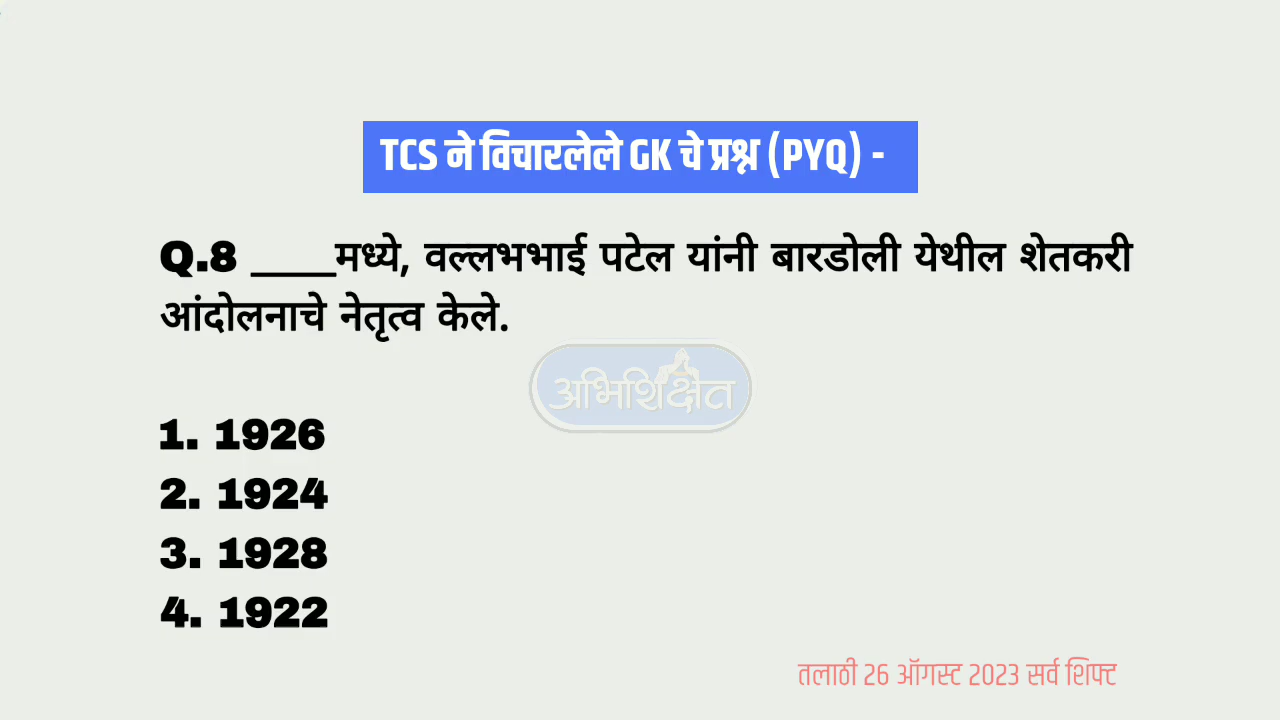 TCS ने विचारलेले GK चे प्रश्न (PYQ) -
Q.8 ____मध्ये, वल्लभभाई पटेल यांनी बारडोली येथील शेतकरी
आंदोलनाचे नेतृत्व केले.
अभिशिक्षैत
1. 1926
2. 1924
3. 1928
4. 1922
तलाठी 26 ऑगस्ट 2023 सर्व शिफ्ट